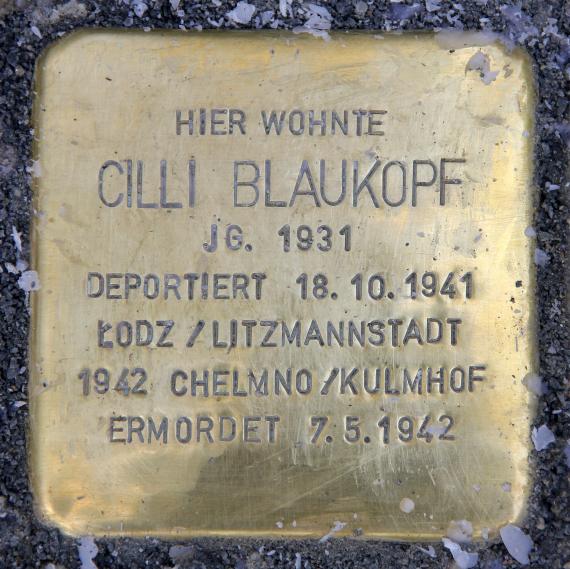 HIER WOHNTE
CILLI BLAUKOPF
JG. 1931
DEPORTIERT 18.10.1941
ŁODZ / LITZMANNSTADT
1942 CHELMNO / KULMHOF
ERMORDET 7.5.1942